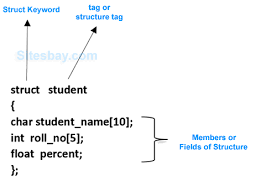 Struct Keyword
tag or
structure tag
Sitesbay.com
struct student
{
char student_name[10];
int roll_no[5];
float percent;
};
Members or
Fields of Structure